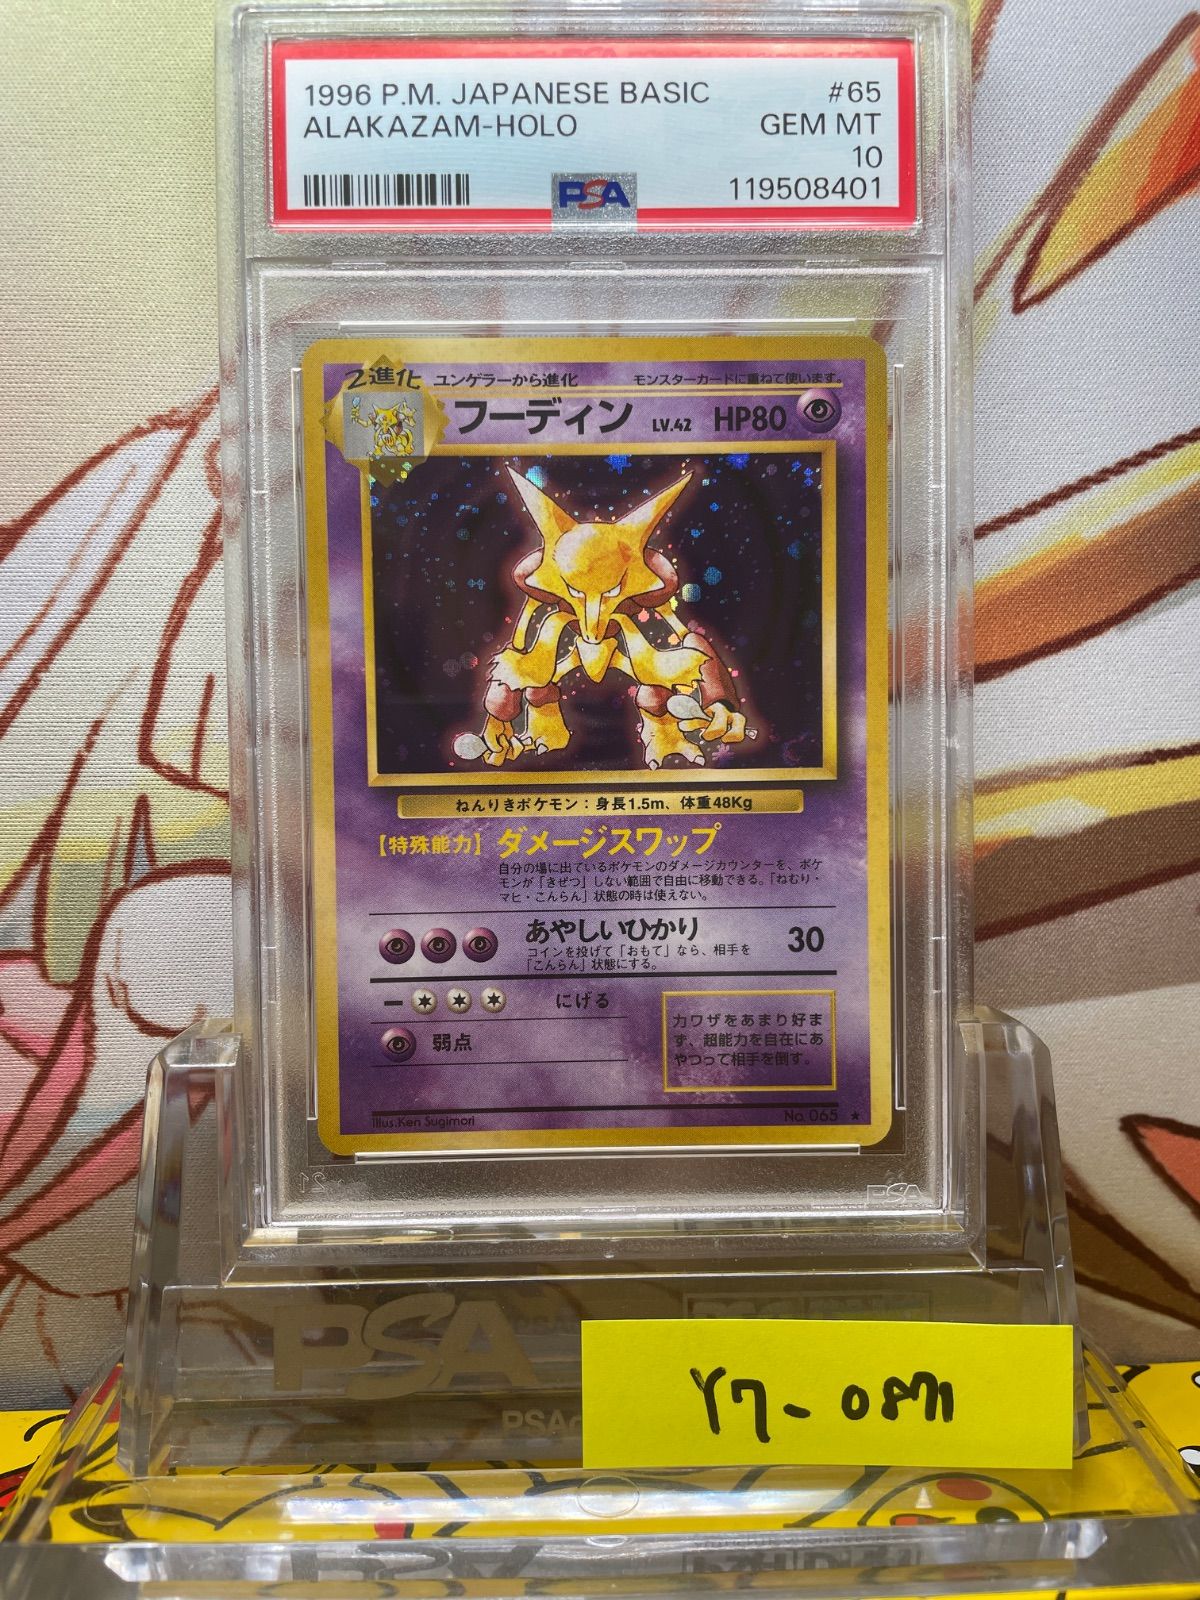 1996 P.M. JAPANESE BASIC #65
ALAKAZAM-HOLO GEM MT
10
PSA 119508401
2進化 ユンゲラーから進化 モンスターカードに重ねて使います。
フーディン LV.42 HP80
ねんりきポケモン：身長1.5m、体重48Kg
【特殊能力】 ダメージスワップ
自分の場に出ているポケモンのダメージカウンターを、ポケ
モンが「きぜつ」しない範囲で自由に移動できる。「ねむり・
マヒ・こんらん」状態の時は使えない。
あやしいひかり 30
コインを投げて「おもて」なら、相手を
「こんらん」状態にする。
にげる
弱点
力ワザをあまり好ま
ず、超能力を自在にあ
やつって相手を倒す。
Illus.Ken Sugimori No. 065 ★
PSA
PSA
Y7-0871